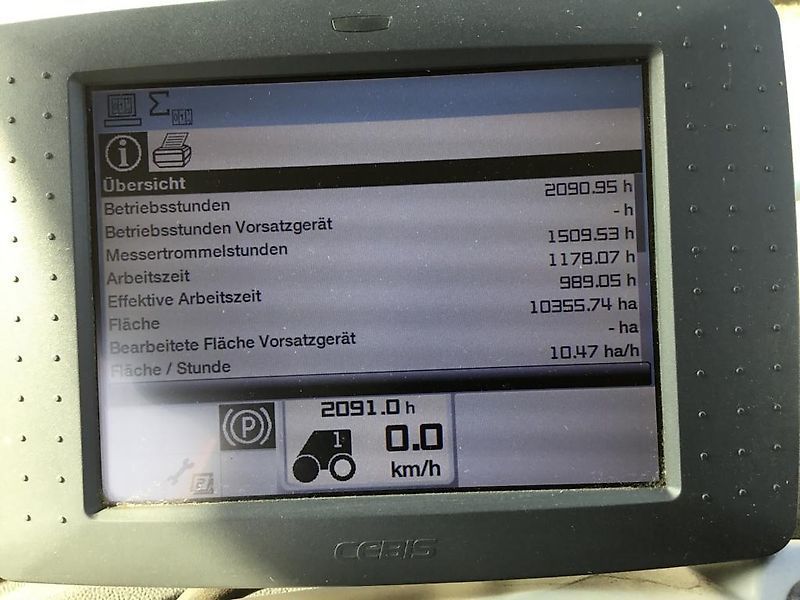 Übersicht
Betriebsstunden 2090.95 h
Betriebsstunden Vorsatzgerät - h
Messertrommelstunden 1509.53 h
Arbeitszeit 1178.07 h
Effektive Arbeitszeit 989.05 h
Fläche 10355.74 ha
Bearbeitete Fläche Vorsatzgerät - ha
Fläche / Stunde 10.47 ha/h
2091.0 h
P
1
0.0
km/h
CEBIS